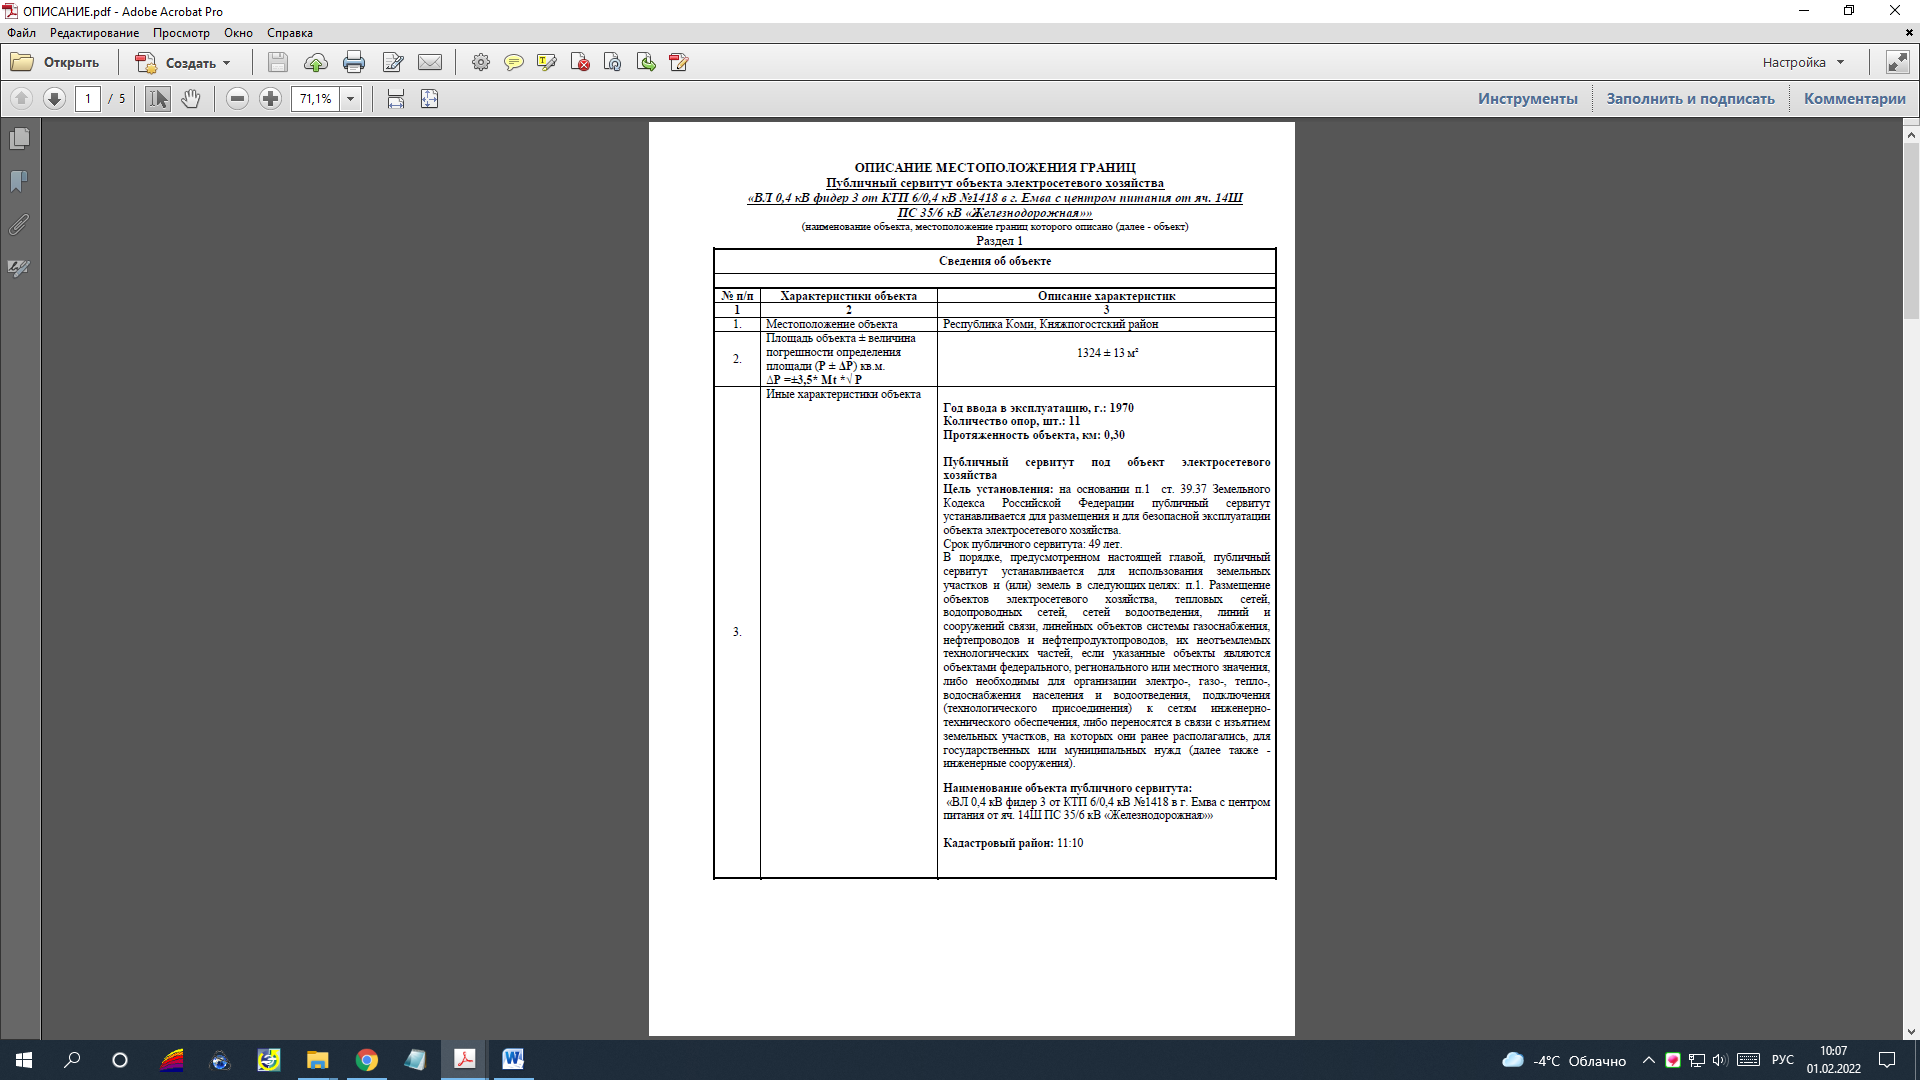 ОПИСАНИЕ.pdf - Adobe Acrobat Pro
Файл Редактирование Просмотр Окно Справка
Открыть Создать Настройка
1 / 5 71,1% Инструменты Заполнить и подписать Комментарии
ОПИСАНИЕ МЕСТОПОЛОЖЕНИЯ ГРАНИЦ
Публичный сервитут объекта электросетевого хозяйства
«ВЛ 0,4 кВ фидер 3 от КТП 6/0,4 кВ №1418 в г. Емва с центром питания от яч. 14Ш
ПС 35/6 кВ «Железнодорожная»»
(наименование объекта, местоположение границ которого описано (далее - объект)
Раздел 1
Сведения об объекте
№ п/п Характеристики объекта Описание характеристик
1 2 3
1. Местоположение объекта Республика Коми, Княжпогостский район
2. Площадь объекта ± величина
погрешности определения
площади (P ± ΔP) кв.м.
ΔP =±3,5* Mt *√ P
1324 ± 13 м²
3. Иные характеристики объекта
Год ввода в эксплуатацию, г.: 1970
Количество опор, шт.: 11
Протяженность объекта, км: 0,30
Публичный сервитут под объект электросетевого
хозяйства
Цель установления: на основании п.1 ст. 39.37 Земельного
Кодекса Российской Федерации публичный сервитут
устанавливается для размещения и для безопасной эксплуатации
объекта электросетевого хозяйства.
Срок публичного сервитута: 49 лет.
В порядке, предусмотренном настоящей главой, публичный
сервитут устанавливается для использования земельных
участков и (или) земель в следующих целях: п.1. Размещение
объектов электросетевого хозяйства, тепловых сетей,
водопроводных сетей, сетей водоотведения, линий и
сооружений связи, линейных объектов системы газоснабжения,
нефтепроводов и нефтепродуктопроводов, их неотъемлемых
технологических частей, если указанные объекты являются
объектами федерального, регионального или местного значения,
либо необходимы для организации электро-, газо-, тепло-,
водоснабжения населения и водоотведения, подключения
(технологического присоединения) к сетям инженерно-
технического обеспечения, либо переносятся в связи с изъятием
земельных участков, на которых они ранее располагались, для
государственных или муниципальных нужд (далее также -
инженерные сооружения).
Наименование объекта публичного сервитута:
«ВЛ 0,4 кВ фидер 3 от КТП 6/0,4 кВ №1418 в г. Емва с центром
питания от яч. 14Ш ПС 35/6 кВ «Железнодорожная»»
Кадастровый район: 11:10
-4°C Облачно РУС 10:07
01.02.2022